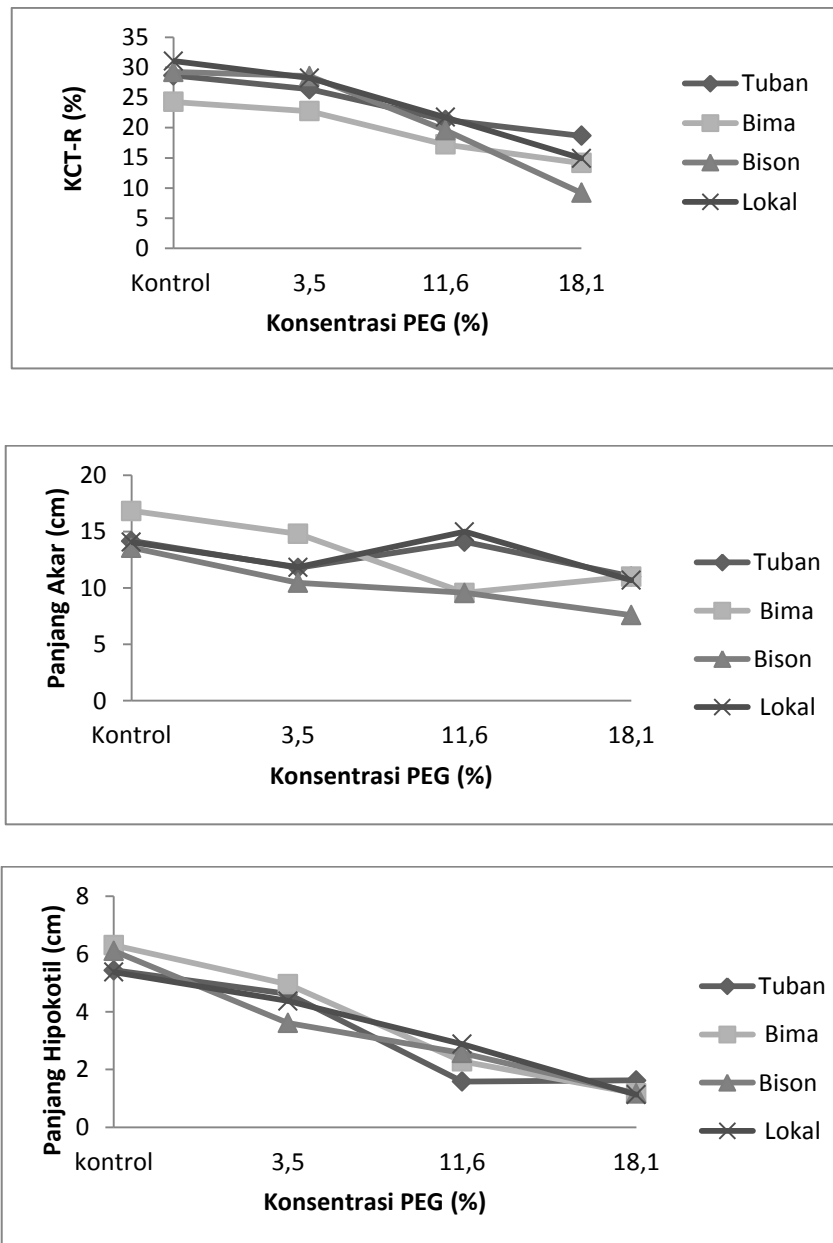 KCT-R (%)
35
30
25
20
15
10
5
0
Kontrol 3,5 11,6 18,1
Konsentrasi PEG (%)
Tuban
Bima
Bison
Lokal
Panjang Akar (cm)
20
15
10
5
0
Kontrol 3,5 11,6 18,1
Konsentrasi PEG (%)
Tuban
Bima
Bison
Lokal
Panjang Hipokotil (cm)
8
6
4
2
0
kontrol 3,5 11,6 18,1
Konsentrasi PEG (%)
Tuban
Bima
Bison
Lokal